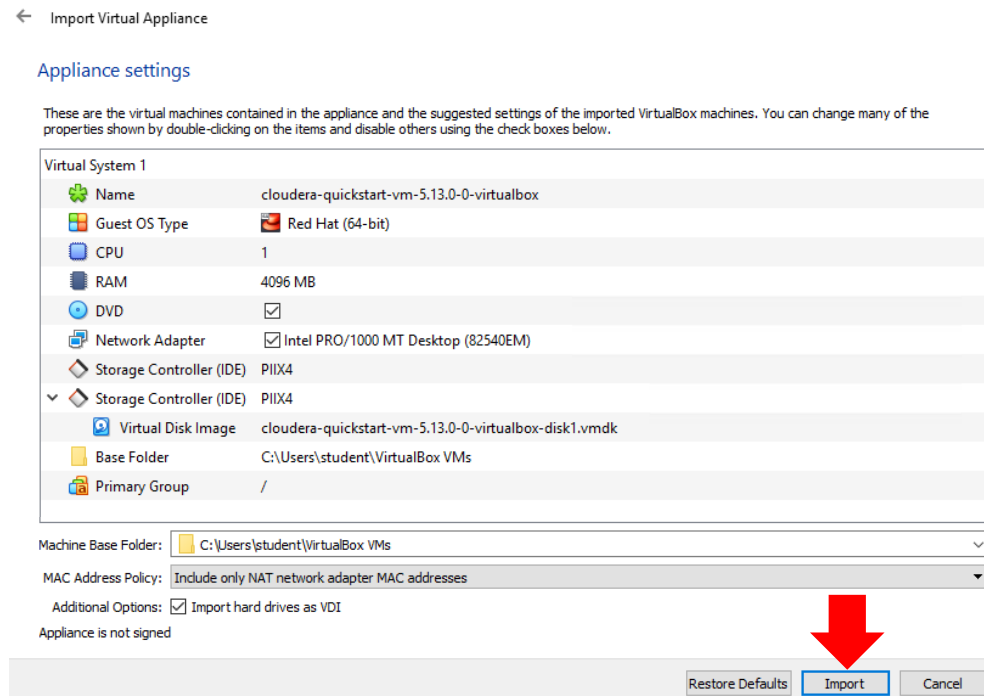 Import Virtual Appliance
Appliance settings
These are the virtual machines contained in the appliance and the suggested settings of the imported VirtualBox machines. You can change many of the
properties shown by double-clicking on the items and disable others using the check boxes below.
Virtual System 1
Name cloudera-quickstart-vm-5.13.0-0-virtualbox
Guest OS Type Red Hat (64-bit)
CPU 1
RAM 4096 MB
DVD
Network Adapter Intel PRO/1000 MT Desktop (82540EM)
Storage Controller (IDE) PIIX4
Storage Controller (IDE) PIIX4
Virtual Disk Image cloudera-quickstart-vm-5.13.0-0-virtualbox-disk1.vmdk
Base Folder C:\Users\student\VirtualBox VMs
Primary Group /
Machine Base Folder: C:\Users\student\VirtualBox VMs
MAC Address Policy: Include only NAT network adapter MAC addresses
Additional Options: Import hard drives as VDI
Appliance is not signed
Restore Defaults Import Cancel